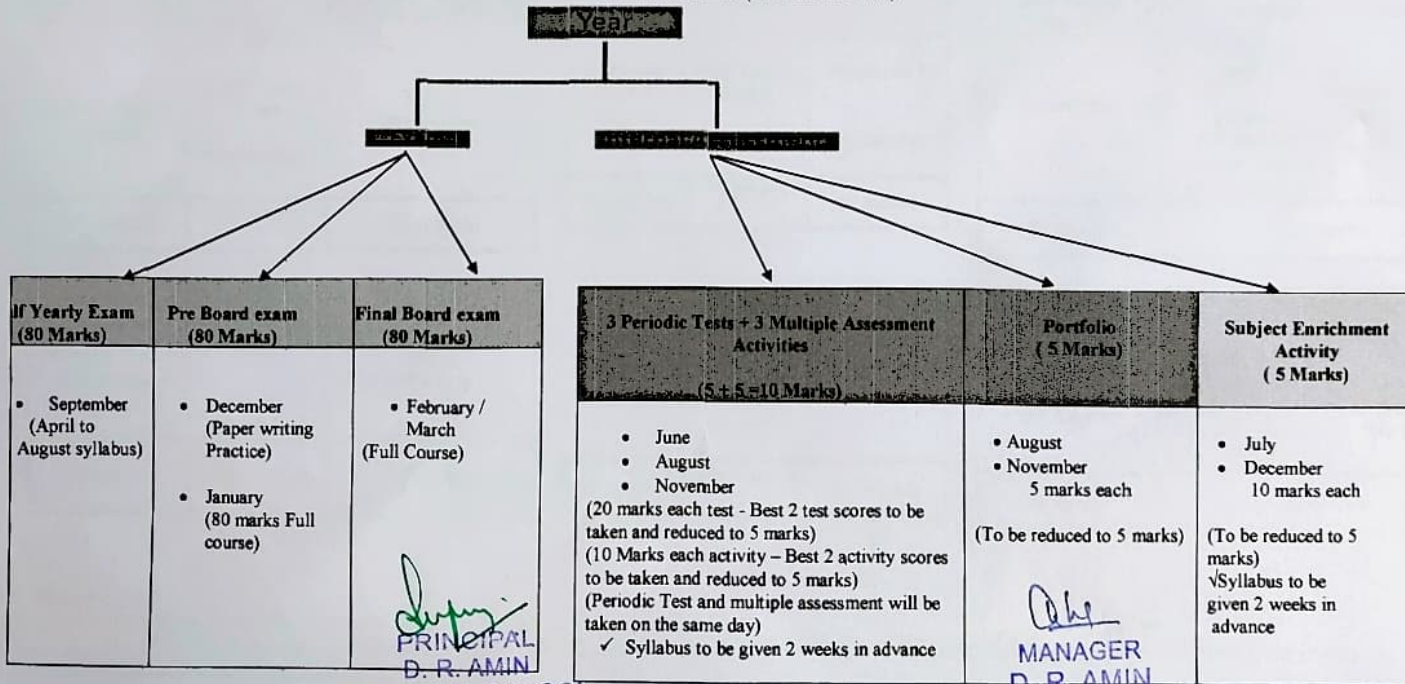 Year
lf Yearly Exam
(80 Marks)
Pre Board exam
(80 Marks)
Final Board exam
(80 Marks)
• September
(April to
August syllabus)
• December
(Paper writing
Practice)
• January
(80 marks Full
course)
• February /
March
(Full Course)
PRINCIPAL
D. R. AMIN
3 Periodic Tests + 3 Multiple Assessment
Activities
(5 + 5 =10 Marks)
Portfolio
( 5 Marks)
Subject Enrichment
Activity
( 5 Marks)
• June
• August
• November
(20 marks each test - Best 2 test scores to be
taken and reduced to 5 marks)
(10 Marks each activity – Best 2 activity scores
to be taken and reduced to 5 marks)
(Periodic Test and multiple assessment will be
taken on the same day)
✓ Syllabus to be given 2 weeks in advance
• August
• November
5 marks each
(To be reduced to 5 marks)
MANAGER
D. R. AMIN
• July
• December
10 marks each
(To be reduced to 5
marks)
√Syllabus to be
given 2 weeks in
advance